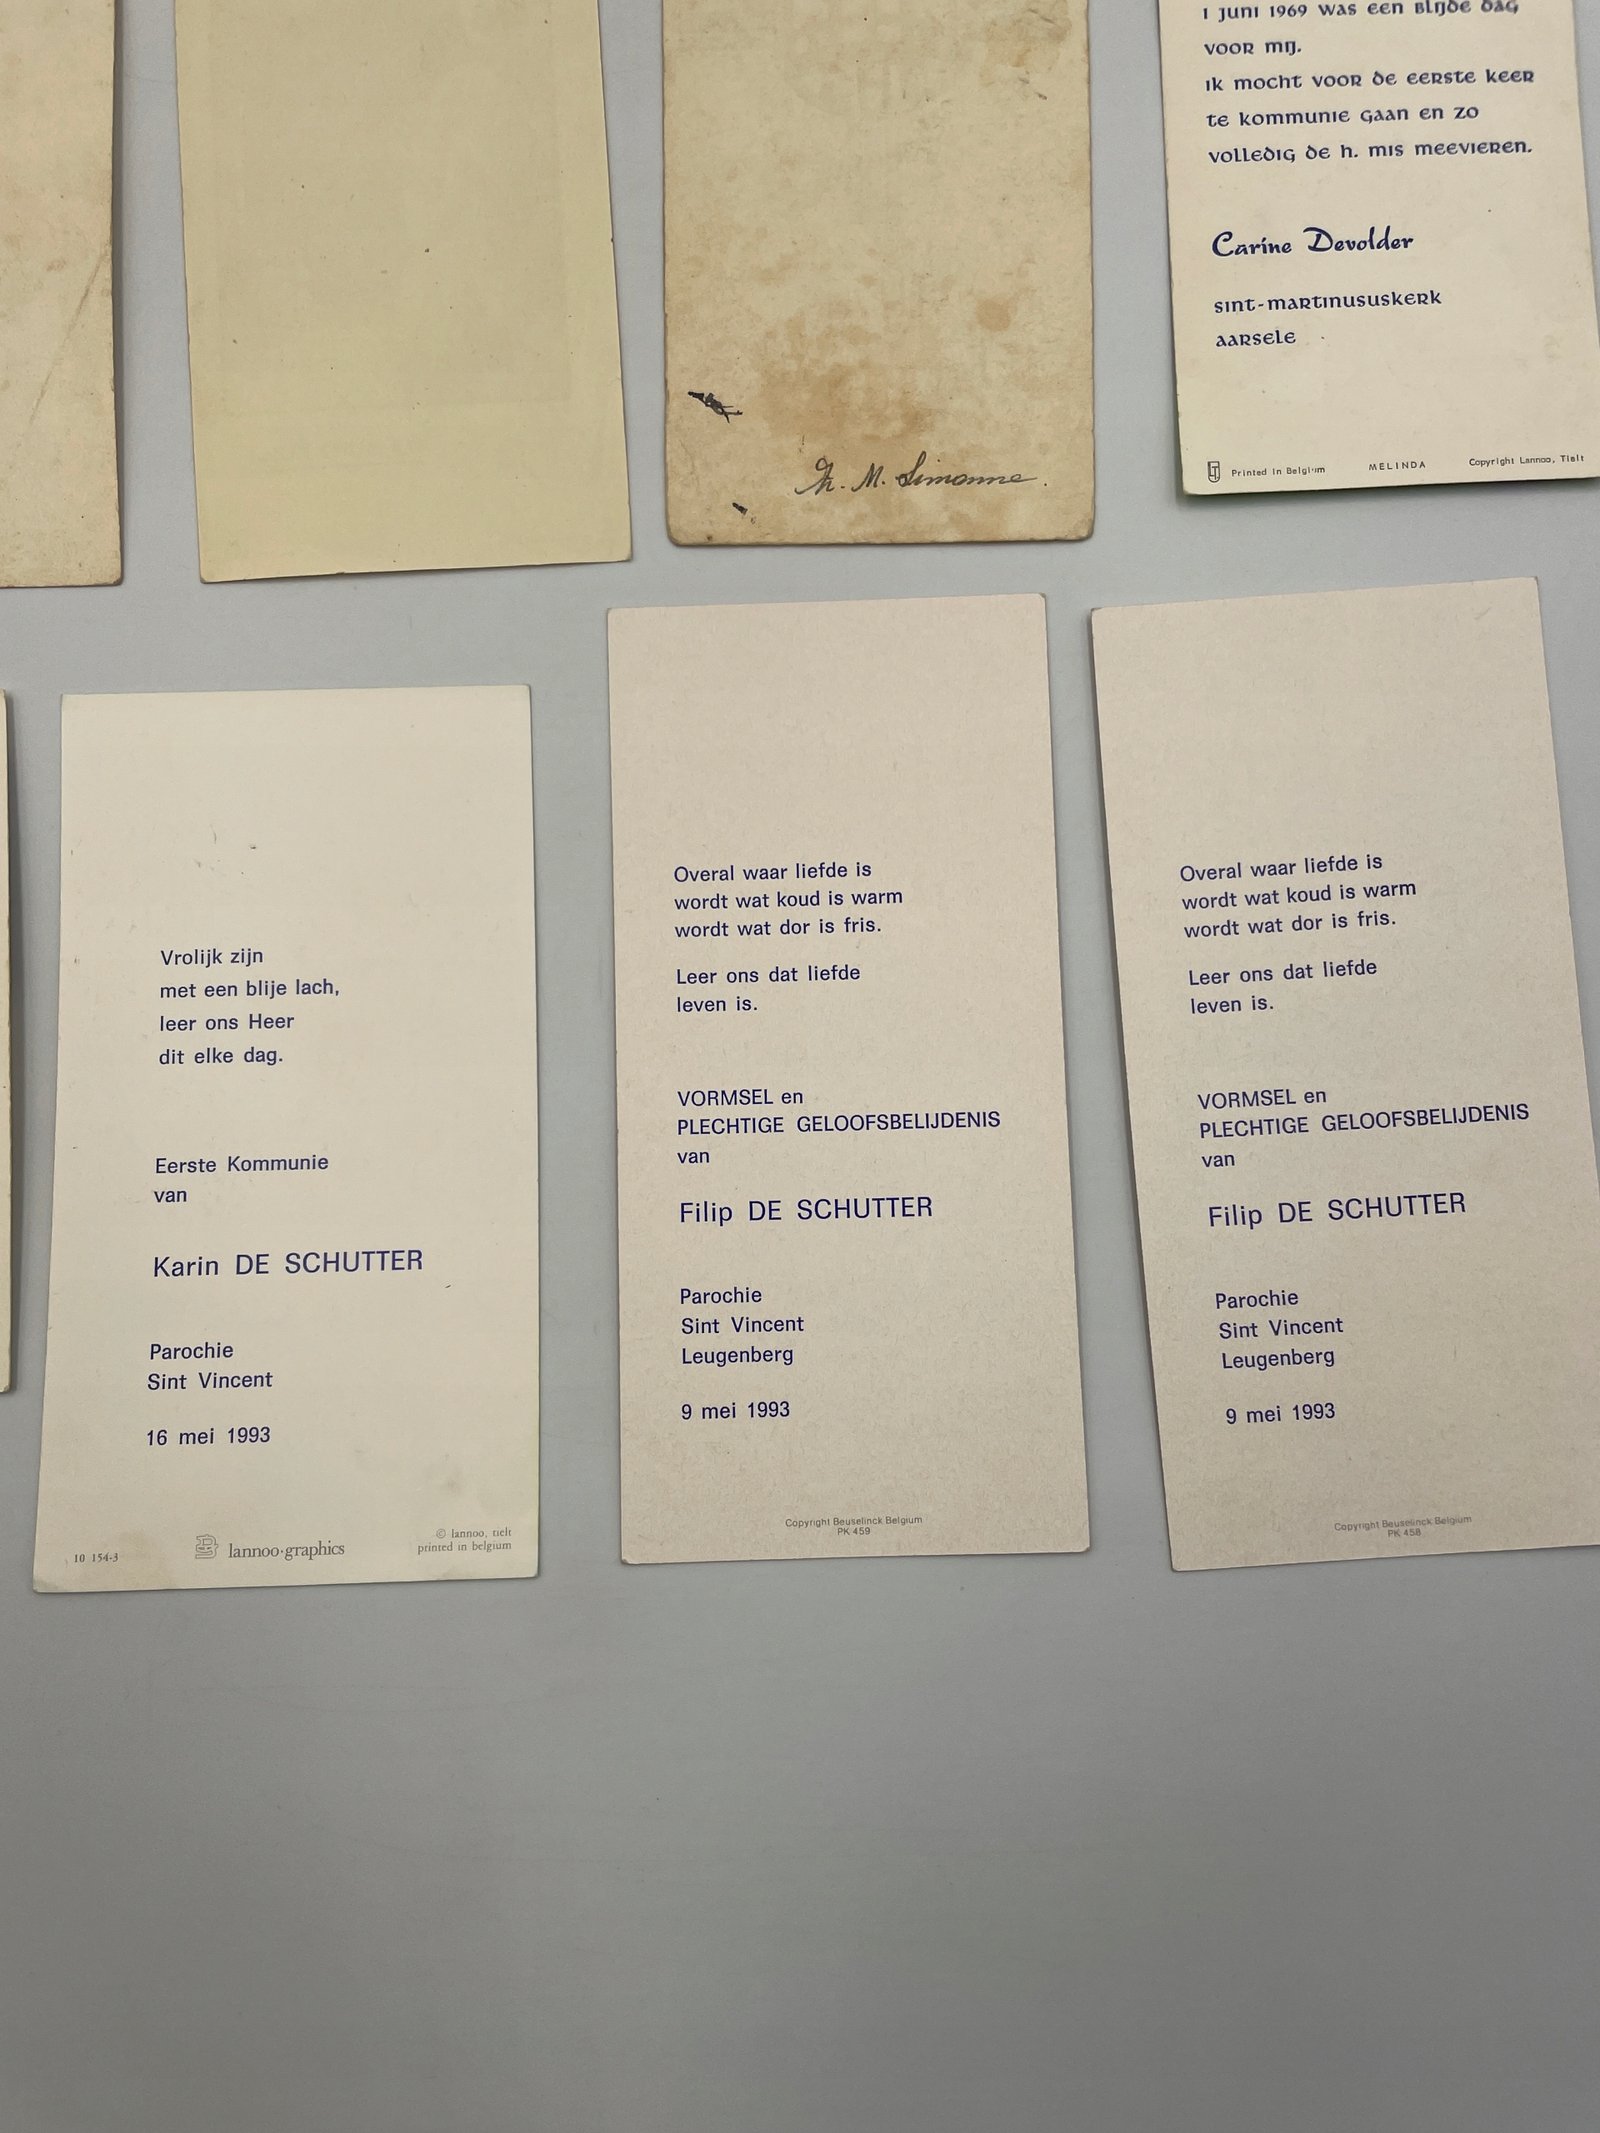 1 juni 1969 was een blijde dag
voor mij.
ik mocht voor de eerste keer
te kommunie gaan en zo
volledig de h. mis meevieren.
Carine Devolder
sint-martinususkerk
aarsele
Printed in Belgium MELINDA Copyright Lannoo, Tielt
M. Simonne.
Vrolijk zijn
met een blije lach,
leer ons Heer
dit elke dag.
Eerste Kommunie
van
Karin DE SCHUTTER
Parochie
Sint Vincent
16 mei 1993
10 154-3
lannoo-graphics
© lannoo, tielt
printed in belgium
Overal waar liefde is
wordt wat koud is warm
wordt wat dor is fris.
Leer ons dat liefde
leven is.
VORMSEL en
PLECHTIGE GELOOFSBELIJDENIS
van
Filip DE SCHUTTER
Parochie
Sint Vincent
Leugenberg
9 mei 1993
Copyright Beuselinck Belgium
PK 459
Overal waar liefde is
wordt wat koud is warm
wordt wat dor is fris.
Leer ons dat liefde
leven is.
VORMSEL en
PLECHTIGE GELOOFSBELIJDENIS
van
Filip DE SCHUTTER
Parochie
Sint Vincent
Leugenberg
9 mei 1993
Copyright Beuselinck Belgium
PK 458